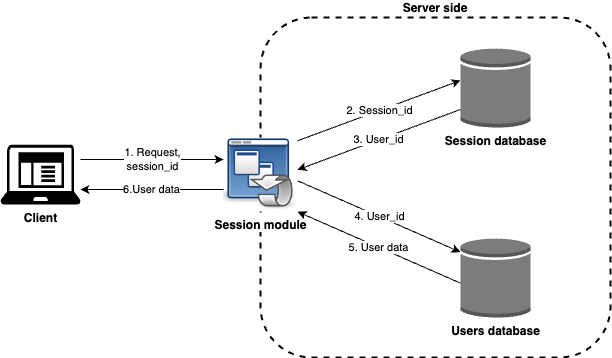 Server side
2. Session_id
Session database
3. User_id
1. Request,
session_id
6.User data
Client
Session module
4. User_id
5. User data
Users database